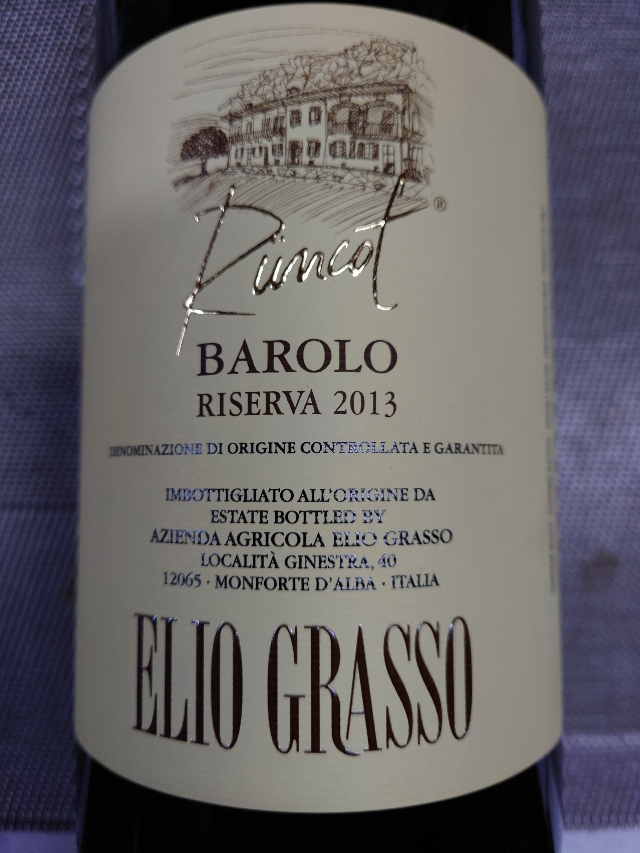 Rüncot ®
BAROLO
RISERVA 2013
DENOMINAZIONE DI ORIGINE CONTROLLATA E GARANTITA
IMBOTTIGLIATO ALL'ORIGINE DA
ESTATE BOTTLED BY
AZIENDA AGRICOLA ELIO GRASSO
LOCALITÀ GINESTRA, 40
12065 · MONFORTE D'ALBA · ITALIA
ELIO GRASSO